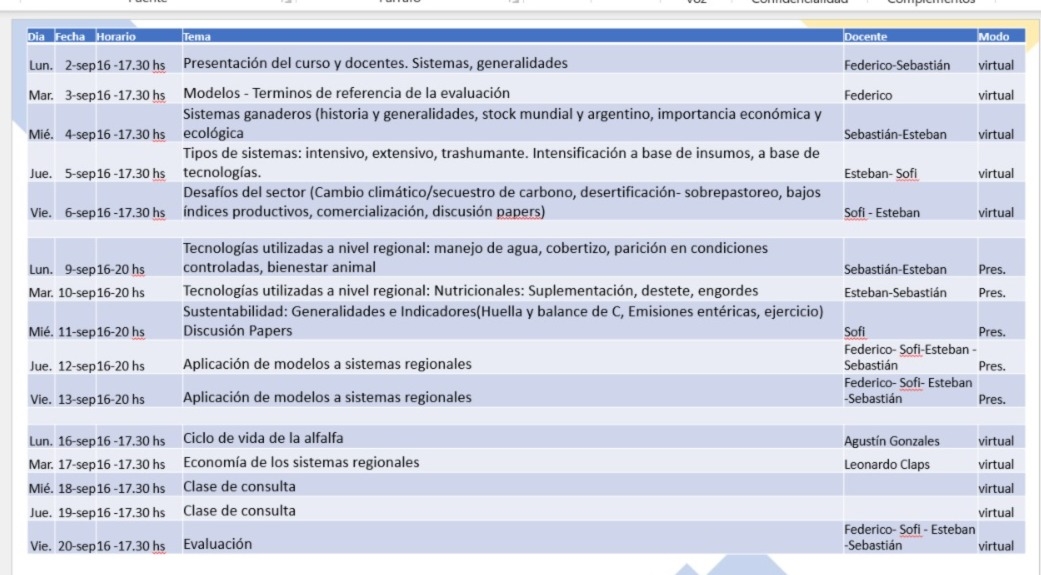 Fuente Párrafo Voz Confidencialidad Complementos
Día Fecha Horario Tema Docente Modo
Lun. 2-sep 16 -17.30 hs Presentación del curso y docentes. Sistemas, generalidades Federico-Sebastián virtual
Mar. 3-sep 16 -17.30 hs Modelos - Terminos de referencia de la evaluación Federico virtual
Sistemas ganaderos (historia y generalidades, stock mundial y argentino, importancia económica y
Mié. 4-sep 16 -17.30 hs ecológica Sebastián-Esteban virtual
Tipos de sistemas: intensivo, extensivo, trashumante. Intensificación a base de insumos, a base de
Jue. 5-sep 16 -17.30 hs tecnologías. Esteban- Sofi virtual
Desafíos del sector (Cambio climático/secuestro de carbono, desertificación- sobrepastoreo, bajos
Vie. 6-sep 16 -17.30 hs índices productivos, comercialización, discusión papers) Sofi - Esteban virtual
Tecnologías utilizadas a nivel regional: manejo de agua, cobertizo, parición en condiciones
Lun. 9-sep 16-20 hs controladas, bienestar animal Sebastián-Esteban Pres.
Mar. 10-sep 16-20 hs Tecnologías utilizadas a nivel regional: Nutricionales: Suplementación, destete, engordes Esteban-Sebastián Pres.
Sustentabilidad: Generalidades e Indicadores(Huella y balance de C, Emisiones entéricas, ejercicio)
Mié. 11-sep 16-20 hs Discusión Papers Sofi Pres.
Federico- Sofi-Esteban -
Jue. 12-sep 16-20 hs Aplicación de modelos a sistemas regionales Sebastián Pres.
Federico- Sofi- Esteban
Vie. 13-sep 16-20 hs Aplicación de modelos a sistemas regionales -Sebastián Pres.
Lun. 16-sep 16 -17.30 hs Ciclo de vida de la alfalfa Agustín Gonzales virtual
Mar. 17-sep 16 -17.30 hs Economía de los sistemas regionales Leonardo Claps virtual
Mié. 18-sep 16 -17.30 hs Clase de consulta virtual
Jue. 19-sep 16 -17.30 hs Clase de consulta virtual
Federico- Sofi - Esteban
Vie. 20-sep 16 -17.30 hs Evaluación -Sebastián virtual